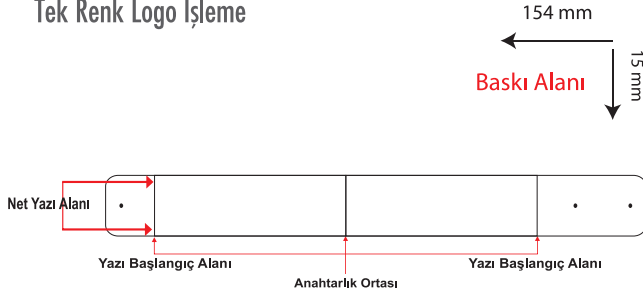 Tek Renk Logo İşleme
154 mm
15 mm
Baskı Alanı
Net Yazı Alanı
Yazı Başlangıç Alanı
Yazı Başlangıç Alanı
Anahtarlık Ortası